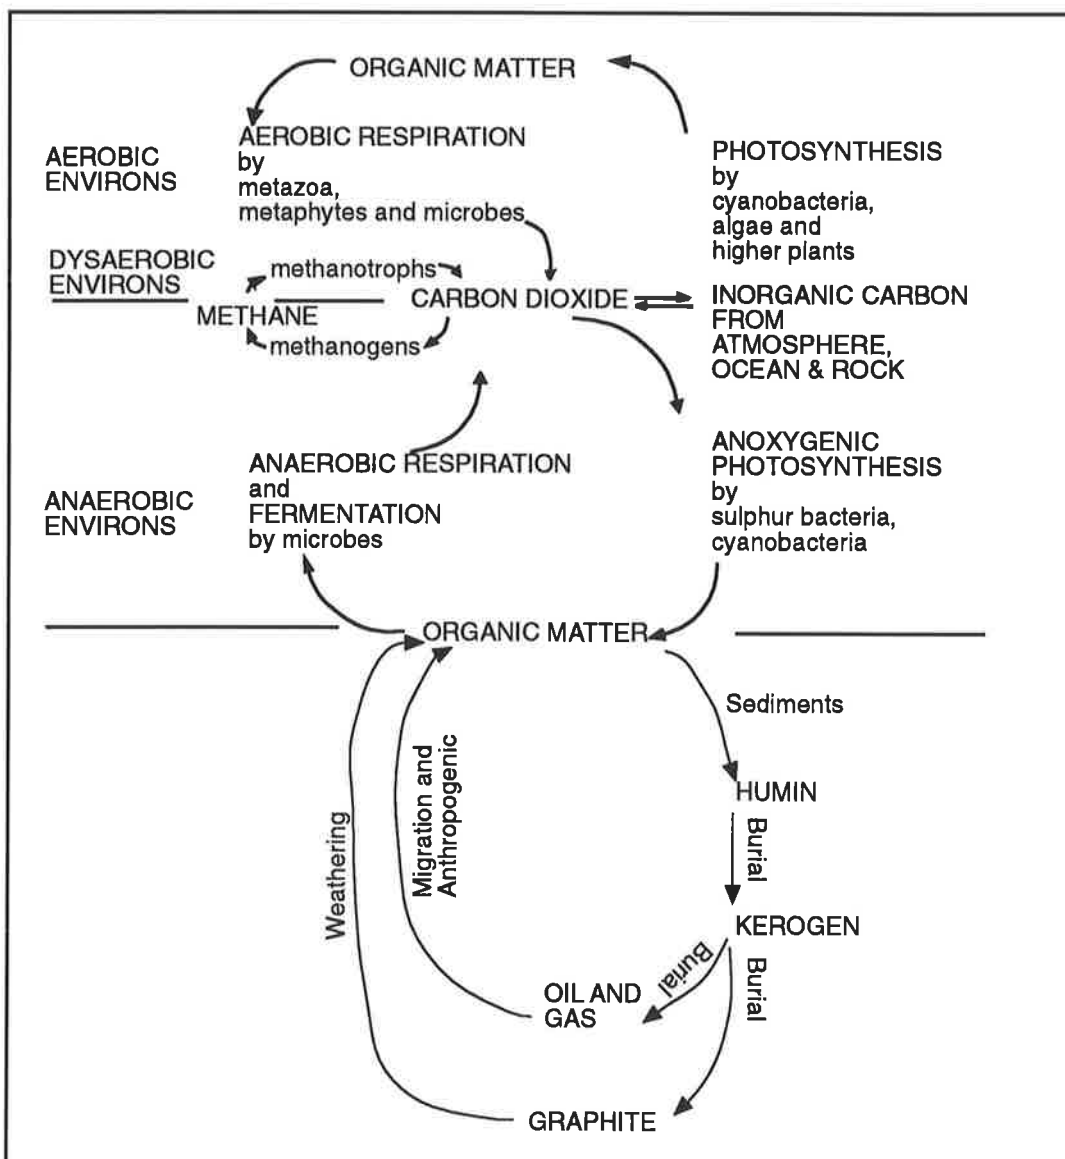 ORGANIC MATTER
AEROBIC
ENVIRONS
AEROBIC RESPIRATION
by
metazoa,
metaphytes and microbes
PHOTOSYNTHESIS
by
cyanobacteria,
algae and
higher plants
DYSAEROBIC
ENVIRONS
methanotrophs
METHANE
methanogens
CARBON DIOXIDE
INORGANIC CARBON
FROM
ATMOSPHERE,
OCEAN & ROCK
ANAEROBIC
ENVIRONS
ANAEROBIC RESPIRATION
and
FERMENTATION
by microbes
ANOXYGENIC
PHOTOSYNTHESIS
by
sulphur bacteria,
cyanobacteria
ORGANIC MATTER
Sediments
HUMIN
Burial
KEROGEN
Burial
Burial
OIL AND
GAS
Migration and
Anthropogenic
Weathering
GRAPHITE